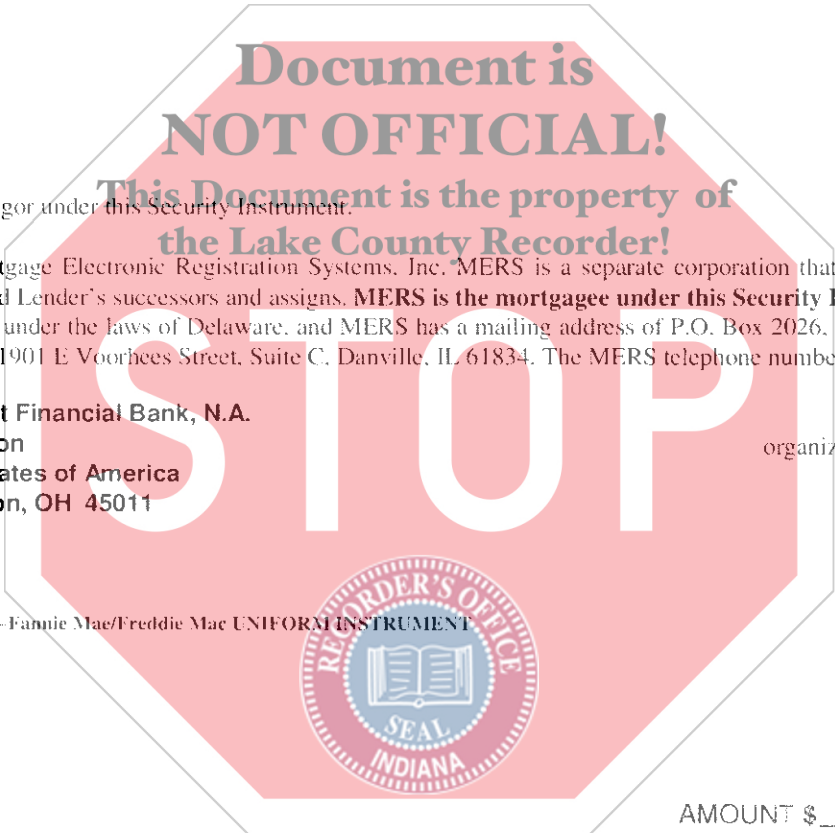 Document is
NOT OFFICIAL!
This Document is the property of
the Lake County Recorder!
gor under this Security Instrument.
tgage Electronic Registration Systems, Inc. MERS is a separate corporation that
d Lender's successors and assigns. MERS is the mortgagee under this Security I
under the laws of Delaware, and MERS has a mailing address of P.O. Box 2026,
1901 E Voorhees Street, Suite C, Danville, IL 61834. The MERS telephone numbe
t Financial Bank, N.A.
on
organiz
ates of America
on, OH 45011
STOP
-Fannie Mae/Freddie Mac UNIFORM INSTRUMENT
RECORDER'S OFFICE
SEAL
INDIANA
AMOUNT $_